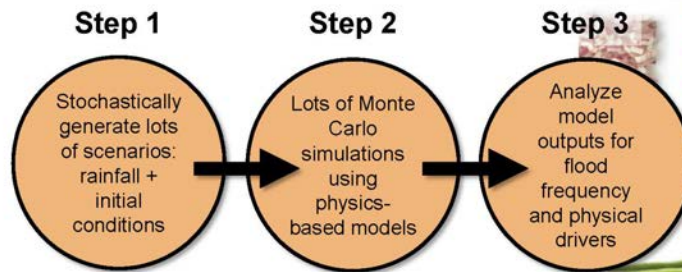 Step 1
Step 2
Step 3
Stochastically
generate lots
of scenarios:
rainfall +
initial
conditions
Lots of Monte
Carlo
simulations
using
physics-
based models
Analyze
model
outputs for
flood
frequency
and physical
drivers